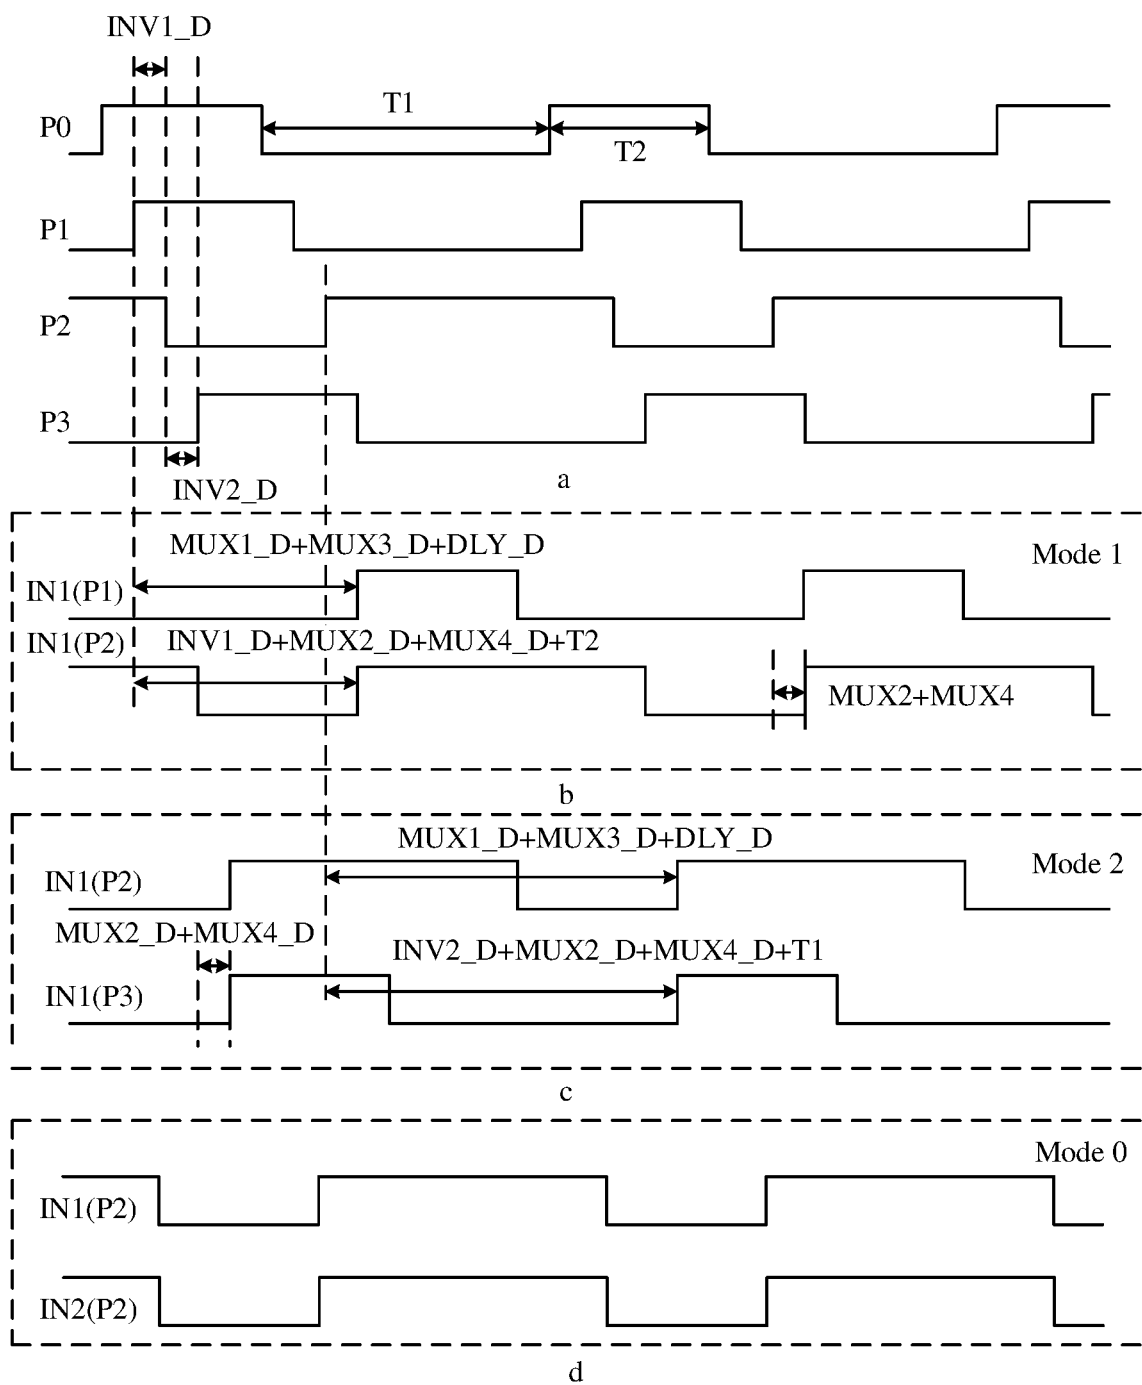 INV1_D
P0
T1
T2
P1
P2
P3
INV2_D
a
MUX1_D+MUX3_D+DLY_D
Mode 1
IN1(P1)
IN1(P2)
INV1_D+MUX2_D+MUX4_D+T2
MUX2+MUX4
b
MUX1_D+MUX3_D+DLY_D
Mode 2
IN1(P2)
MUX2_D+MUX4_D
INV2_D+MUX2_D+MUX4_D+T1
IN1(P3)
c
Mode 0
IN1(P2)
IN2(P2)
d